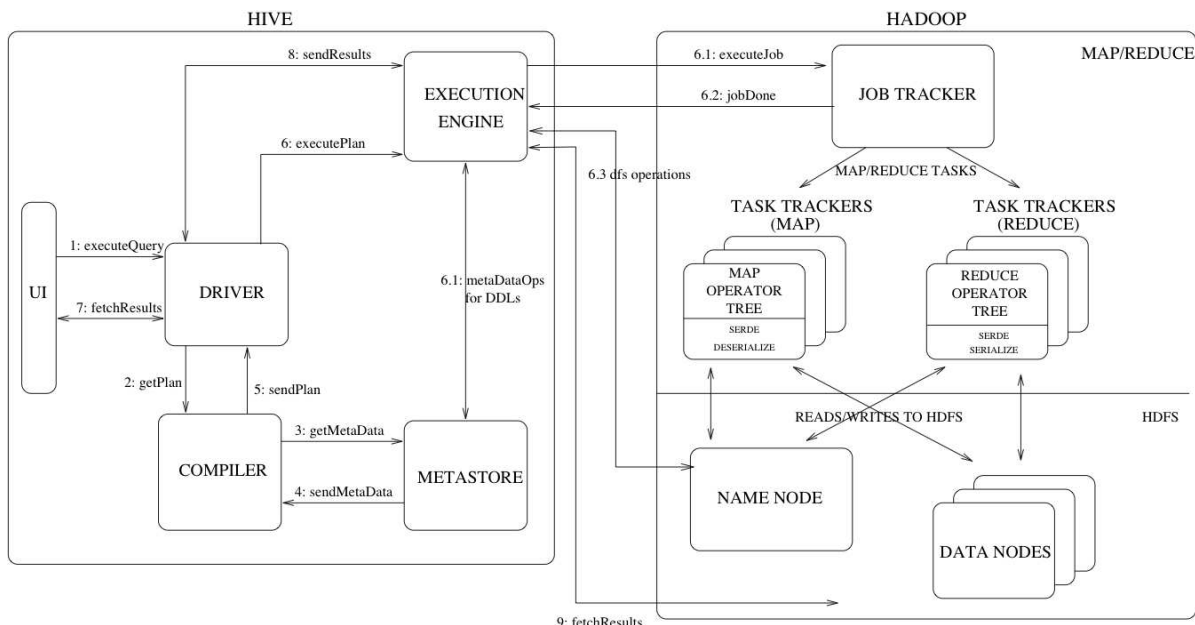 HIVE
HADOOP
MAP/REDUCE
8: sendResults
6.1: executeJob
EXECUTION
ENGINE
JOB TRACKER
6.2: jobDone
6: executePlan
6.3 dfs operations
MAP/REDUCE TASKS
TASK TRACKERS
(MAP)
TASK TRACKERS
(REDUCE)
1: executeQuery
UI
DRIVER
7: fetchResults
6.1: metaDataOps
for DDLs
MAP
OPERATOR
TREE
SERDE
DESERIALIZE
REDUCE
OPERATOR
TREE
SERDE
SERIALIZE
2: getPlan
5: sendPlan
READS/WRITES TO HDFS
HDFS
3: getMetaData
COMPILER
METASTORE
4: sendMetaData
NAME NODE
DATA NODES
9: fetchResults